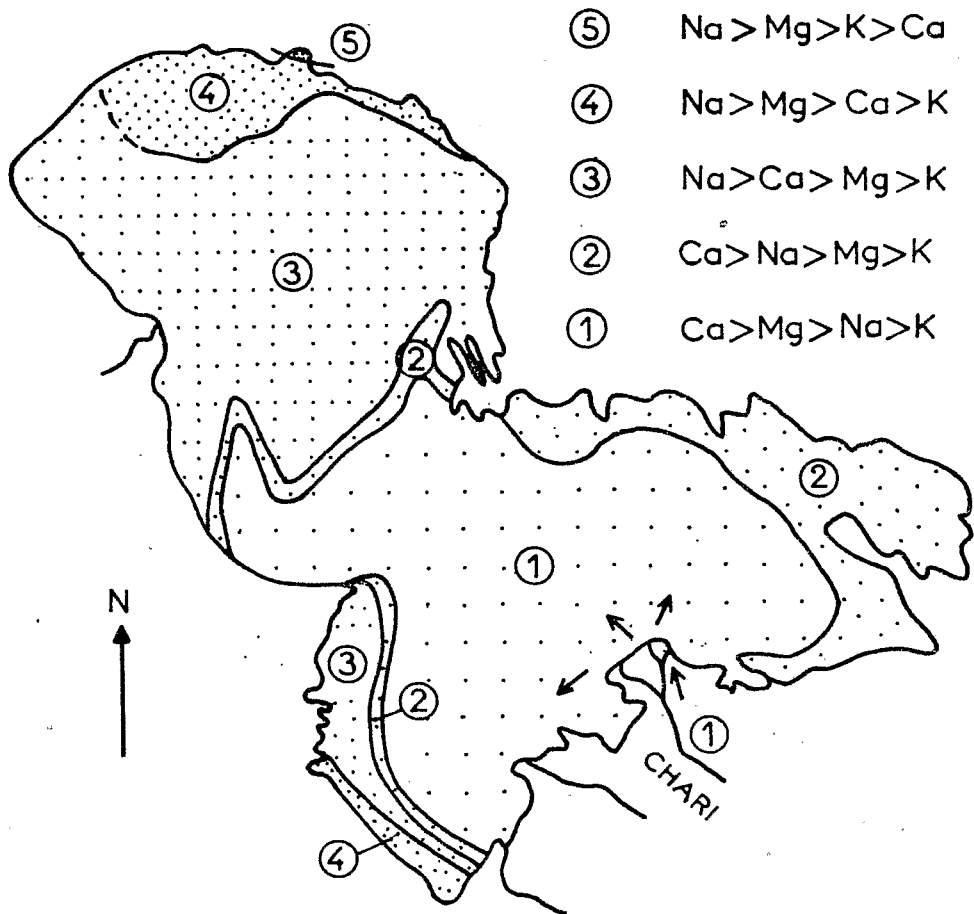 ⑤ Na>Mg>K>Ca
④ Na>Mg>Ca>K
③ Na>Ca>Mg>K
② Ca>Na>Mg>K
① Ca>Mg>Na>K
⑤
④
③
②
②
①
N
③
②
①
CHARI
④